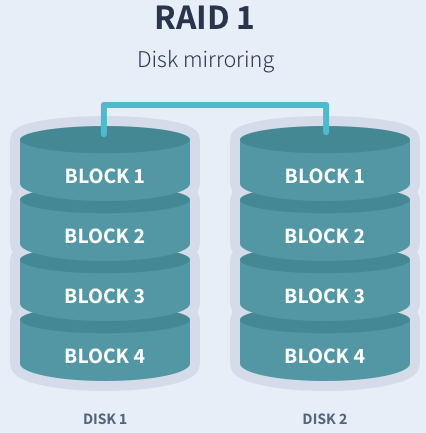 RAID 1
Disk mirroring
BLOCK 1
BLOCK 2
BLOCK 3
BLOCK 4
DISK 1
BLOCK 1
BLOCK 2
BLOCK 3
BLOCK 4
DISK 2